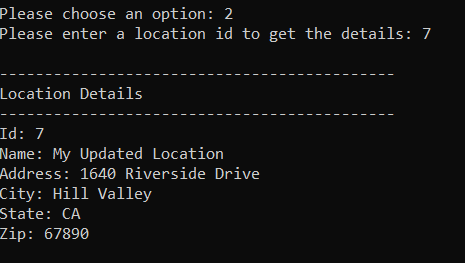 Please choose an option: 2
Please enter a location id to get the details: 7
--------------------------------------------
Location Details
--------------------------------------------
Id: 7
Name: My Updated Location
Address: 1640 Riverside Drive
City: Hill Valley
State: CA
Zip: 67890